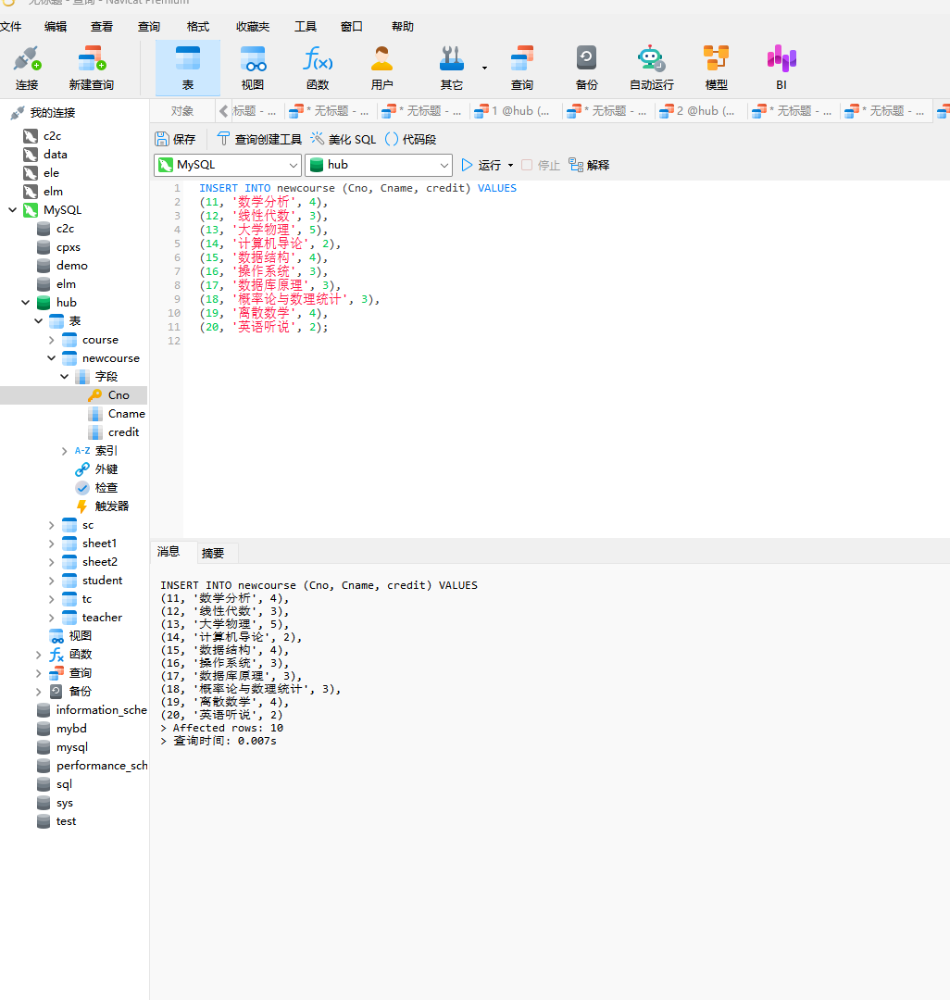 无标题 - 查询 - Navicat Premium
文件 编辑 查看 查询 格式 收藏夹 工具 窗口 帮助
连接 新建查询 表 视图 函数 用户 其它 查询 备份 自动运行 模型 BI
我的连接
c2c
data
ele
elm
MySQL
c2c
cpxs
demo
elm
hub
表
course
newcourse
字段
Cno
Cname
credit
A-Z 索引
外键
检查
触发器
sc
sheet1
sheet2
student
tc
teacher
视图
函数
查询
备份
information_sche
mybd
mysql
performance_sch
sql
sys
test
对象 标题 - ... * 无标题 - ... * 无标题 - ... 1 @hub (... * 无标题 - ... 2 @hub (... * 无标题 - ... * 无标题 - ...
保存 查询创建工具 美化 SQL () 代码段
MySQL hub 运行 停止 解释
1 INSERT INTO newcourse (Cno, Cname, credit) VALUES
2 (11, '数学分析', 4),
3 (12, '线性代数', 3),
4 (13, '大学物理', 5),
5 (14, '计算机导论', 2),
6 (15, '数据结构', 4),
7 (16, '操作系统', 3),
8 (17, '数据库原理', 3),
9 (18, '概率论与数理统计', 3),
10 (19, '离散数学', 4),
11 (20, '英语听说', 2);
12
消息 摘要
INSERT INTO newcourse (Cno, Cname, credit) VALUES
(11, '数学分析', 4),
(12, '线性代数', 3),
(13, '大学物理', 5),
(14, '计算机导论', 2),
(15, '数据结构', 4),
(16, '操作系统', 3),
(17, '数据库原理', 3),
(18, '概率论与数理统计', 3),
(19, '离散数学', 4),
(20, '英语听说', 2)
> Affected rows: 10
> 查询时间: 0.007s